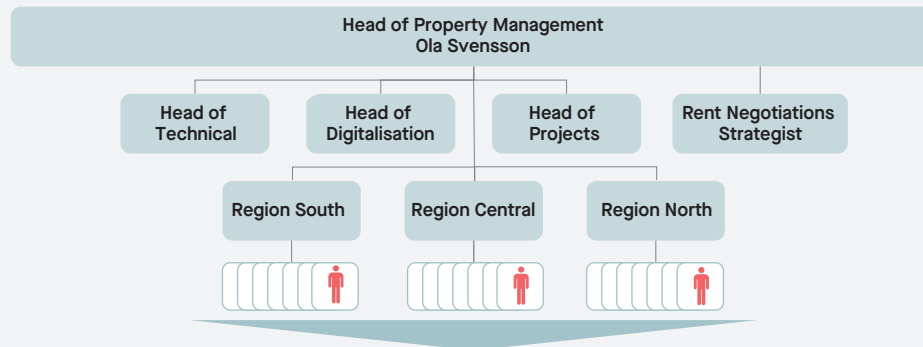 Head of Property Management
Ola Svensson
Head of
Technical
Head of
Digitalisation
Head of
Projects
Rent Negotiations
Strategist
Region South
Region Central
Region North